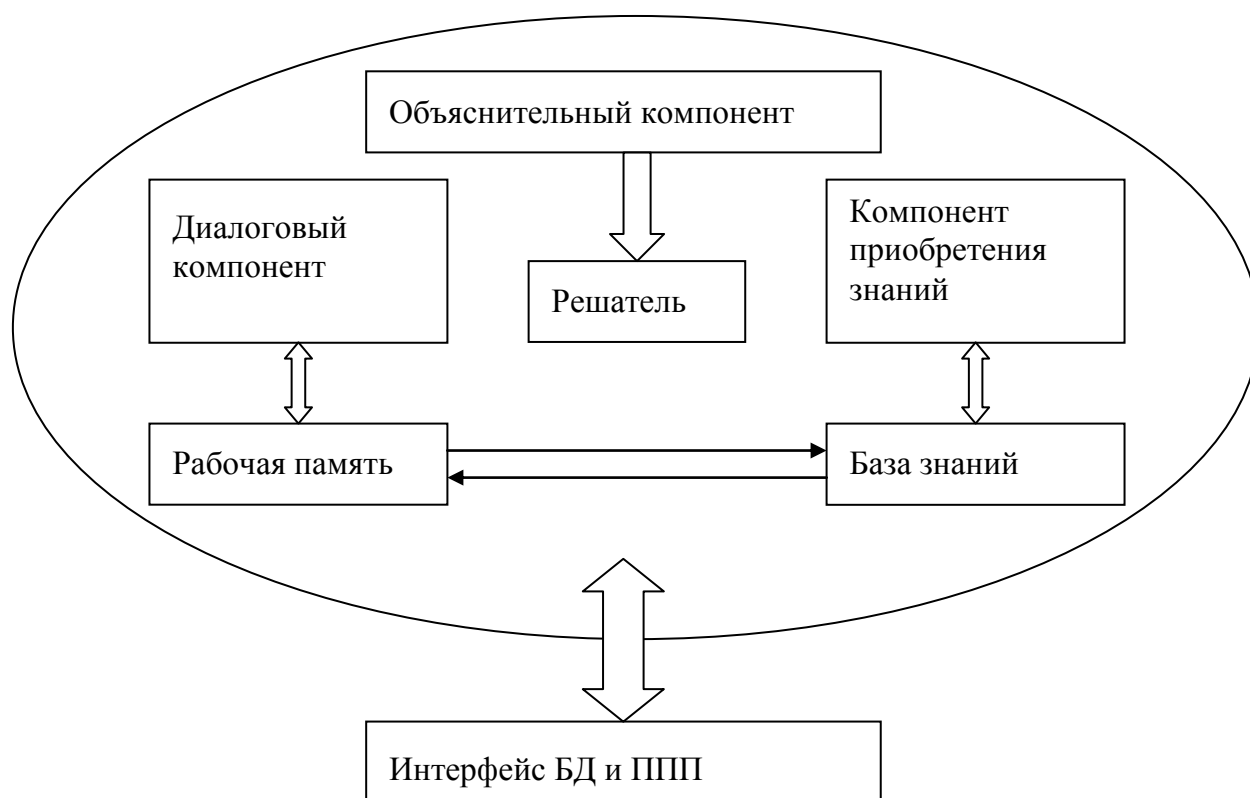 Объяснительный компонент
Диалоговый
компонент
Решатель
Компонент
приобретения
знаний
Рабочая память
База знаний
Интерфейс БД и ППП